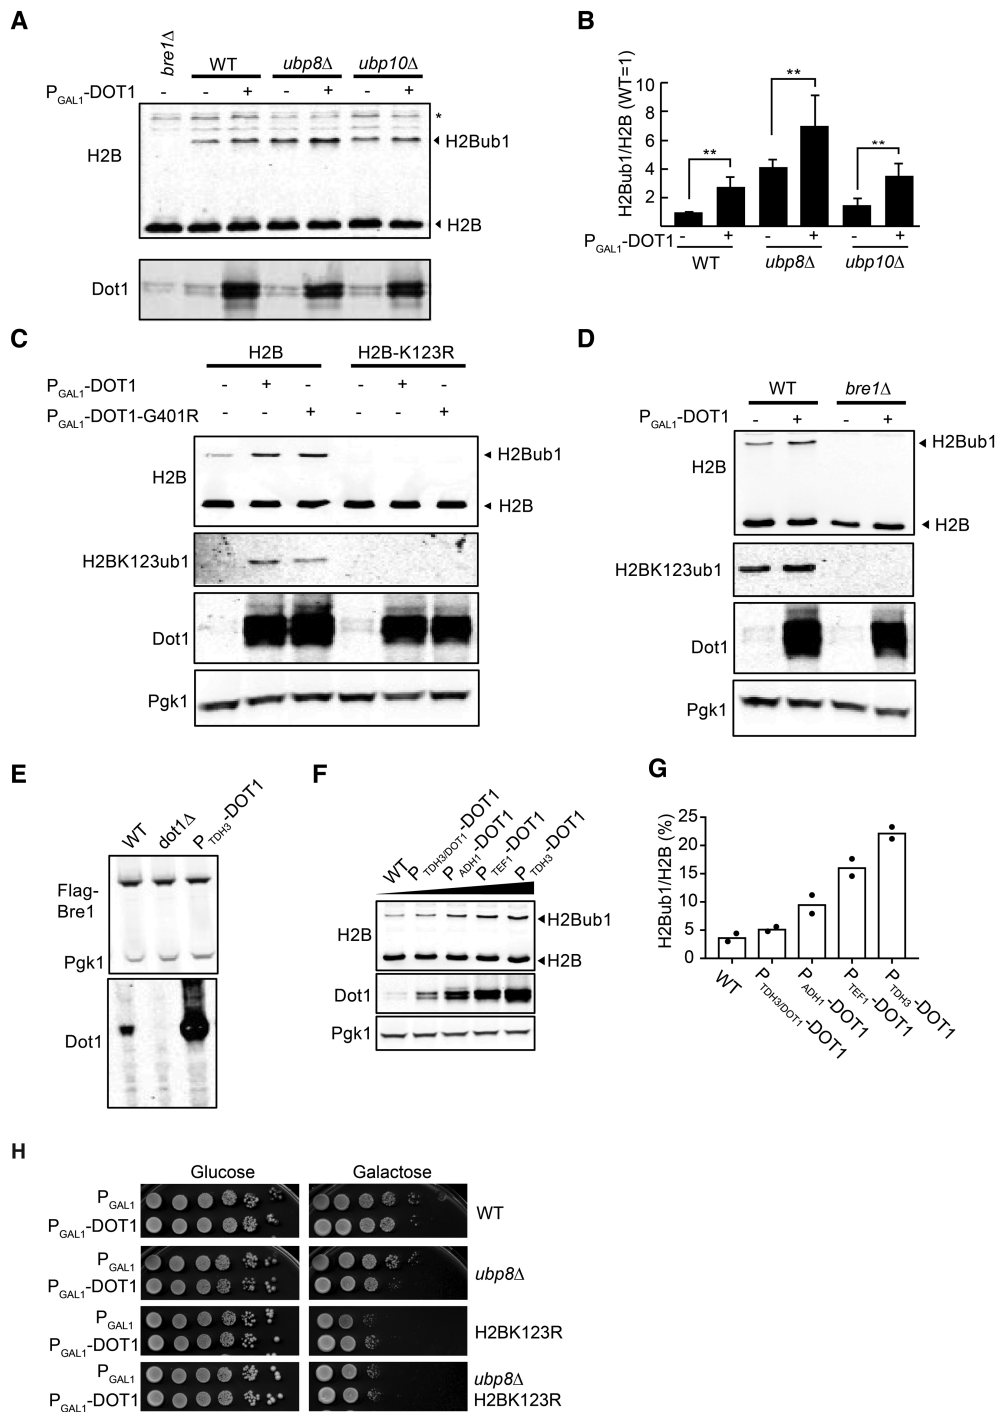 A
bre1Δ
WT
ubp8Δ
ubp10Δ
PGAL1-DOT1
- - + - + - +
*
H2B
H2Bub1
H2B
Dot1
B
H2Bub1/H2B (WT=1)
10
8
6
4
2
**
**
**
PGAL1-DOT1
- + - + - +
WT
ubp8Δ
ubp10Δ
C
H2B
H2B-K123R
PGAL1-DOT1
- + - - + -
PGAL1-DOT1-G401R
- - + - - +
H2B
H2Bub1
H2B
H2BK123ub1
Dot1
Pgk1
D
WT
bre1Δ
PGAL1-DOT1
- + - +
H2B
H2Bub1
H2B
H2BK123ub1
Dot1
Pgk1
E
WT
dot1Δ
PTDH3-DOT1
Flag-
Bre1
Pgk1
Dot1
F
WT
PTDH3/DOT1-DOT1
PADH1-DOT1
PTEF1-DOT1
PTDH3-DOT1
H2B
H2Bub1
H2B
Dot1
Pgk1
G
H2Bub1/H2B (%)
25
20
15
10
5
0
WT
PTDH3/DOT1-DOT1
PADH1-DOT1
PTEF1-DOT1
PTDH3-DOT1
H
Glucose
Galactose
PGAL1
PGAL1-DOT1
WT
PGAL1
PGAL1-DOT1
ubp8Δ
PGAL1
PGAL1-DOT1
H2BK123R
PGAL1
PGAL1-DOT1
ubp8Δ
H2BK123R